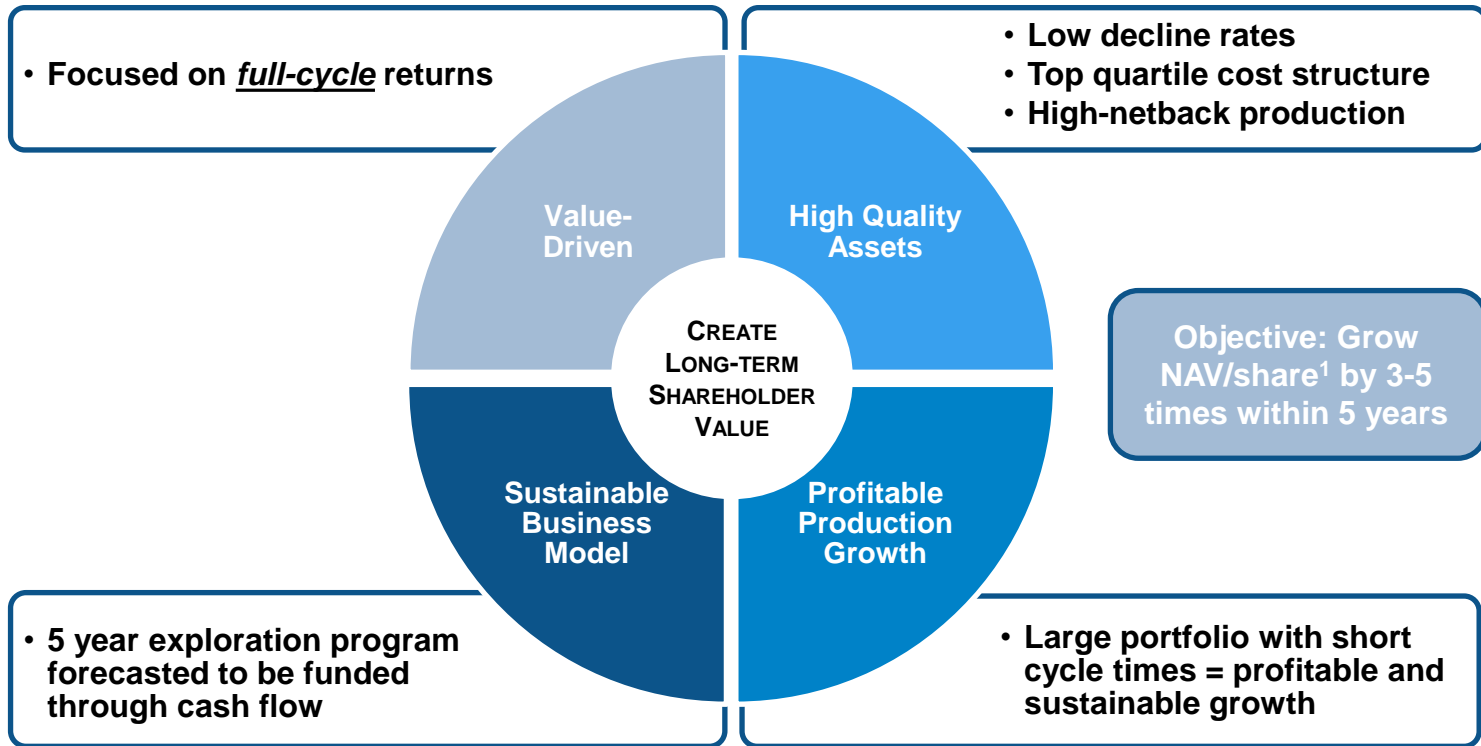 • Focused on full-cycle returns
• Low decline rates
• Top quartile cost structure
• High-netback production
Value-
Driven
High Quality
Assets
CREATE
LONG-TERM
SHAREHOLDER
VALUE
Objective: Grow
NAV/share¹ by 3-5
times within 5 years
Sustainable
Business
Model
Profitable
Production
Growth
• 5 year exploration program
forecasted to be funded
through cash flow
• Large portfolio with short
cycle times = profitable and
sustainable growth